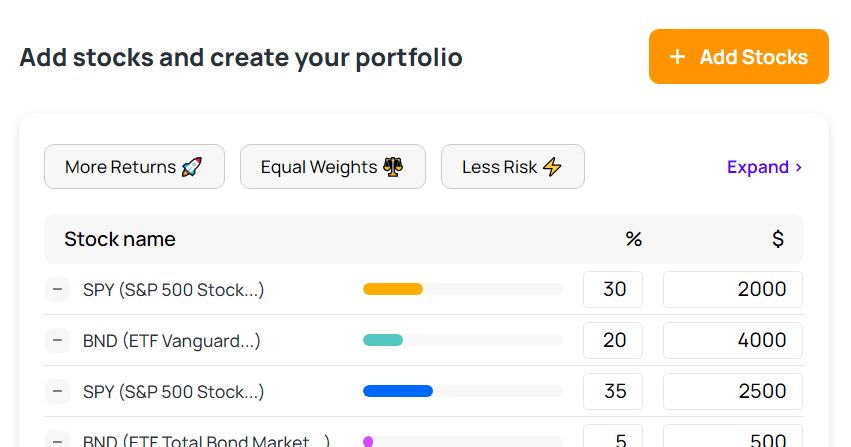 Add stocks and create your portfolio
+ Add Stocks
More Returns 🚀 Equal Weights ⚖ Less Risk ⚡ Expand ›
Stock name % $
− SPY (S&P 500 Stock...) 30 2000
− BND (ETF Vanguard...) 20 4000
− SPY (S&P 500 Stock...) 35 2500
− BND (ETF Total Bond Market...) 5 500